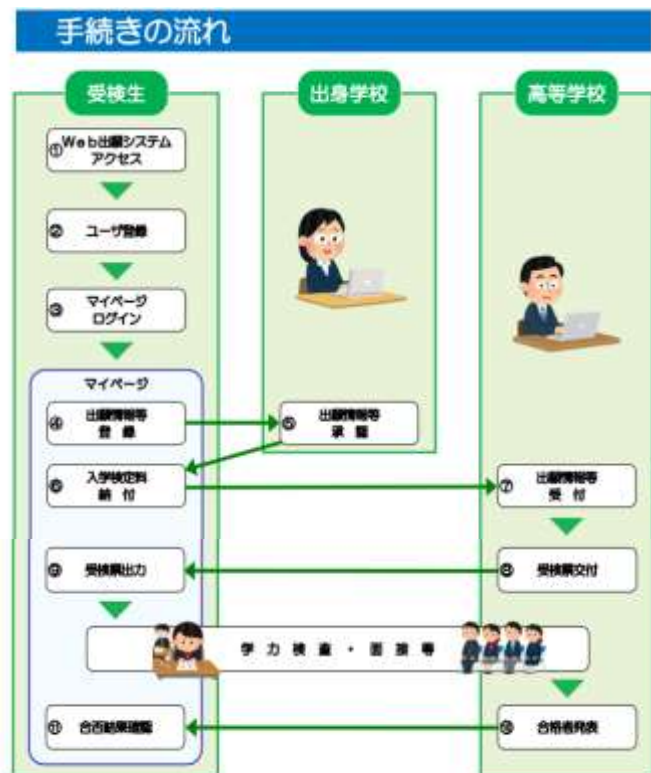 手続きの流れ
受検生
出身学校
高等学校
①Web出願システム
アクセス
② ユーザ登録
③ マイページ
ログイン
マイページ
④ 出願情報等
登 録
⑤ 出願情報等
承 認
⑥ 入学検定料
納 付
⑦ 出願情報等
受 付
⑨ 受検票出力
⑧ 受検票交付
学 力 検 査 ・ 面 接 等
⑪ 合否結果確認
⑩ 合格者発表